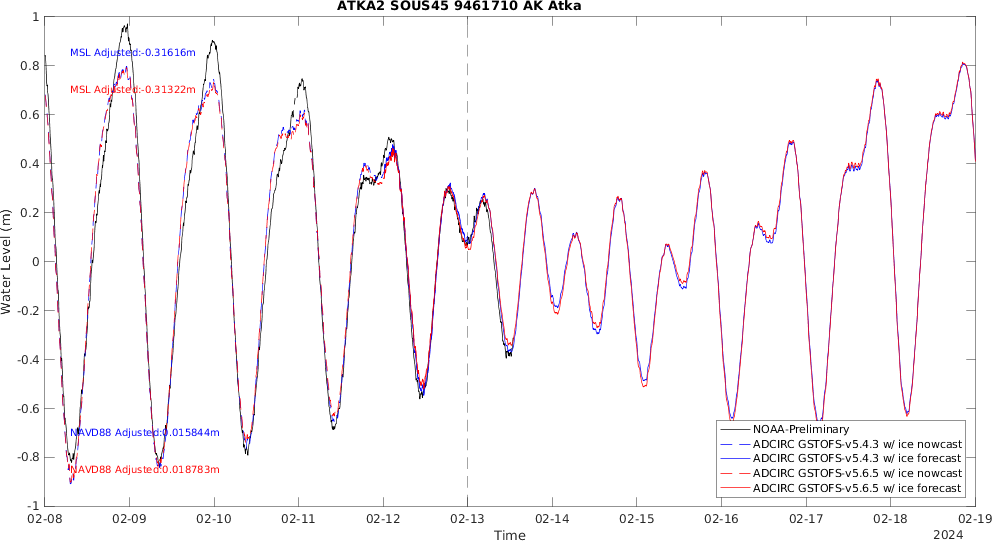 ATKA2 SOUS45 9461710 AK Atka
Water Level (m)
1
0.8
0.6
0.4
0.2
0
-0.2
-0.4
-0.6
-0.8
-1
MSL Adjusted:-0.31616m
MSL Adjusted:-0.31322m
NAVD88 Adjusted:0.015844m
NAVD88 Adjusted:0.018783m
NOAA-Preliminary
ADCIRC GSTOFS-v5.4.3 w/ ice nowcast
ADCIRC GSTOFS-v5.4.3 w/ ice forecast
ADCIRC GSTOFS-v5.6.5 w/ ice nowcast
ADCIRC GSTOFS-v5.6.5 w/ ice forecast
02-08 02-09 02-10 02-11 02-12 02-13 02-14 02-15 02-16 02-17 02-18 02-19
Time
2024